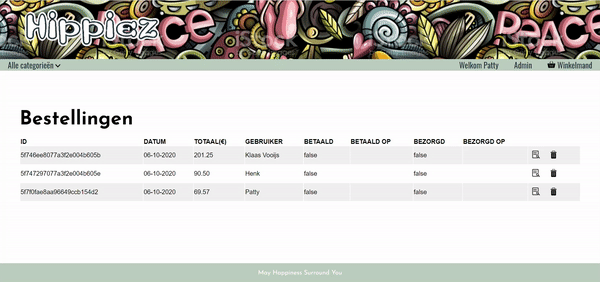 Hippiez
PEACE
PEACE
Alle categorieën
Welkom Patty Admin Winkelmand
Bestellingen
ID DATUM TOTAAL(€) GEBRUIKER BETAALD BETAALD OP BEZORGD BEZORGD OP
5f746ee8077a3f2e004b605b 06-10-2020 201.25 Klaas Vooijs false false
5f747297077a3f2e004b605e 06-10-2020 90.50 Henk false false
5f7f0fae8aa96649ccb154d2 06-10-2020 69.57 Patty false false
May Happiness Surround You